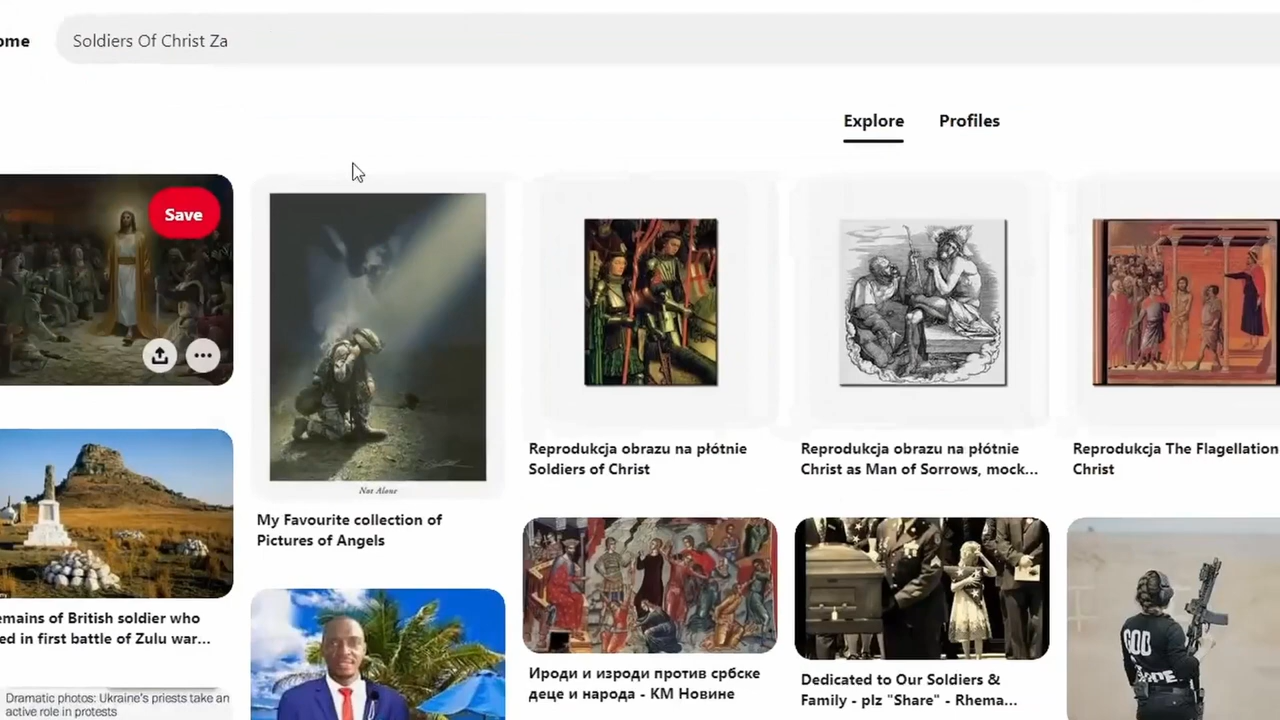 ome
Soldiers Of Christ Za
Explore
Profiles
Save
Not Alone
Reprodukcja obrazu na płótnie
Soldiers of Christ
Reprodukcja obrazu na płótnie
Christ as Man of Sorrows, mock...
Reprodukcja The Flagellation
Christ
My Favourite collection of
Pictures of Angels
emains of British soldier who
ed in first battle of Zulu war...
Ироди и изроди против србске
деце и народа - КМ Новине
Dedicated to Our Soldiers &
Family - plz "Share" - Rhema...
GOD
Dramatic photos: Ukraine's priests take an
active role in protests